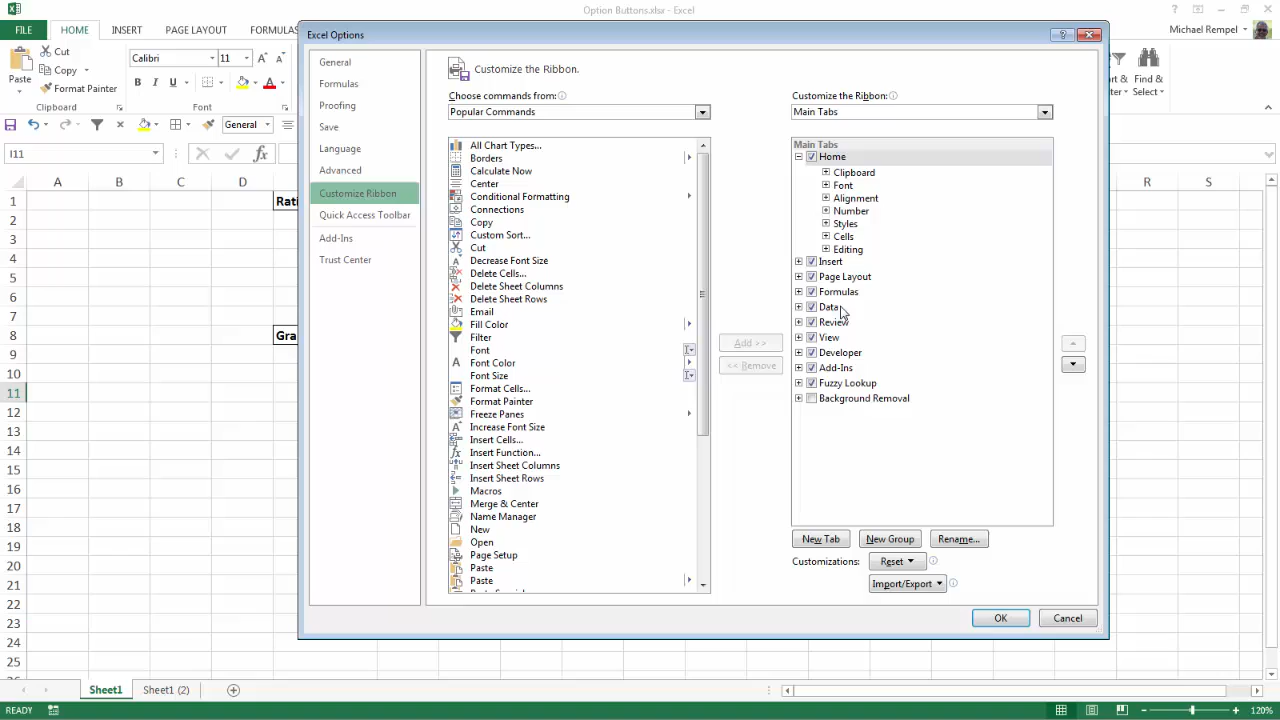 Option Buttons.xlsx - Excel
FILE
HOME
INSERT
PAGE LAYOUT
FORMULAS
Michael Rempel
Cut
Copy
Format Painter
Paste
Clipboard
Calibri
11
B I U
Font
Find &
Select
General
I11
A B C D R S
Excel Options
General
Formulas
Proofing
Save
Language
Advanced
Customize Ribbon
Quick Access Toolbar
Add-Ins
Trust Center
Customize the Ribbon.
Choose commands from:
Popular Commands
All Chart Types...
Borders
Calculate Now
Center
Conditional Formatting
Connections
Copy
Custom Sort...
Cut
Decrease Font Size
Delete Cells...
Delete Sheet Columns
Delete Sheet Rows
Email
Fill Color
Filter
Font
Font Color
Font Size
Format Cells...
Format Painter
Freeze Panes
Increase Font Size
Insert Cells...
Insert Function...
Insert Sheet Columns
Insert Sheet Rows
Macros
Merge & Center
Name Manager
New
Open
Page Setup
Paste
Paste
Add >>
<< Remove
Customize the Ribbon:
Main Tabs
Main Tabs
Home
Clipboard
Font
Alignment
Number
Styles
Cells
Editing
Insert
Page Layout
Formulas
Data
Review
View
Developer
Add-Ins
Fuzzy Lookup
Background Removal
New Tab
New Group
Rename...
Customizations:
Reset
Import/Export
OK
Cancel
1
2
3
4
5
6
7
8
9
10
11
12
13
14
15
16
17
18
19
20
21
22
23
24
25
Sheet1
Sheet1 (2)
READY
120%